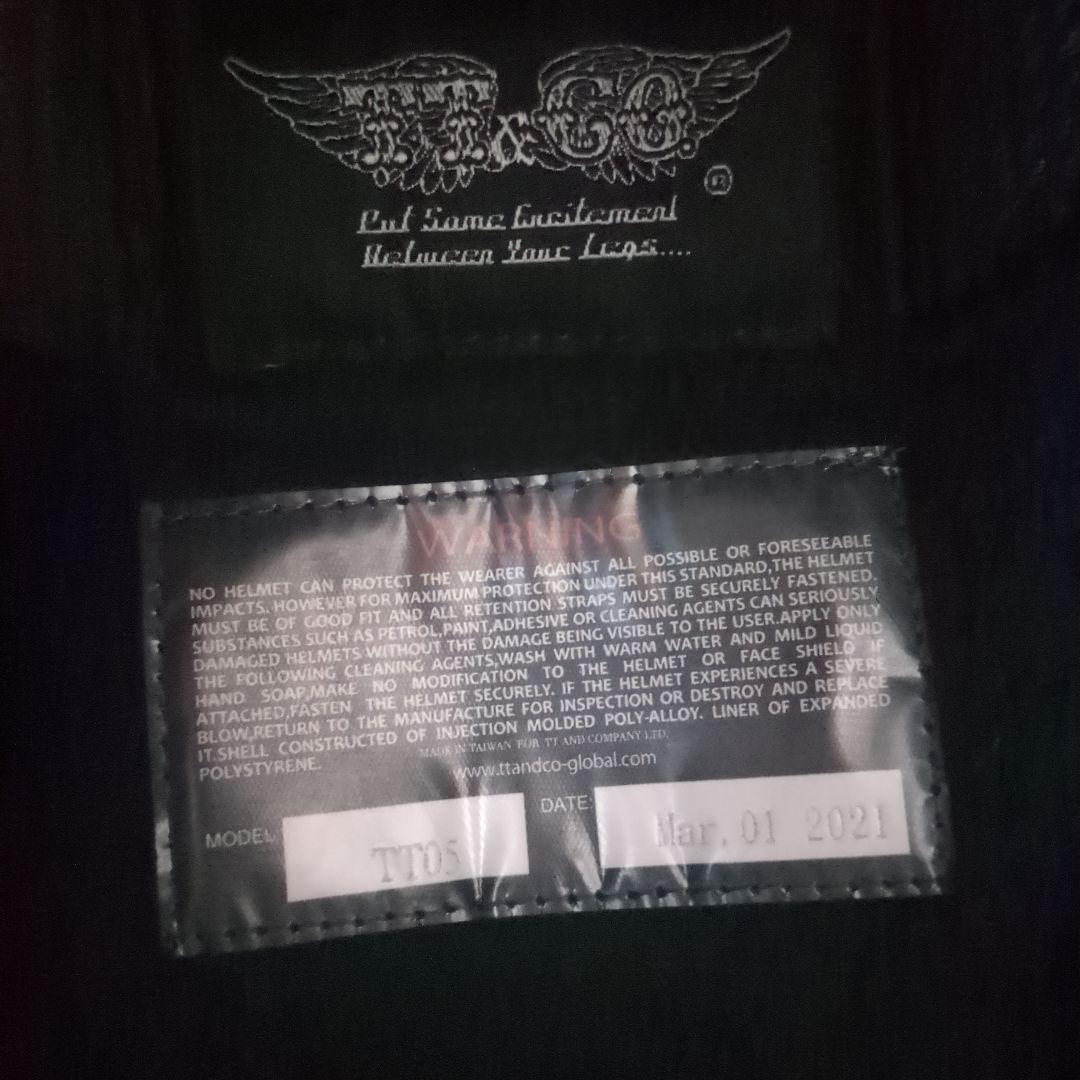 TT&CO.
®
Put Some Excitement
Between Your Legs....
WARNING
NO HELMET CAN PROTECT THE WEARER AGAINST ALL POSSIBLE OR FORESEEABLE
IMPACTS. HOWEVER FOR MAXIMUM PROTECTION UNDER THIS STANDARD,THE HELMET
MUST BE OF GOOD FIT AND ALL RETENTION STRAPS MUST BE SECURELY FASTENED.
SUBSTANCES SUCH AS PETROL,PAINT,ADHESIVE OR CLEANING AGENTS CAN SERIOUSLY
DAMAGED HELMETS WITHOUT THE DAMAGE BEING VISIBLE TO THE USER.APPLY ONLY
THE FOLLOWING CLEANING AGENTS,WASH WITH WARM WATER AND MILD LIQUID
HAND SOAP,MAKE NO MODIFICATION TO THE HELMET OR FACE SHIELD IF
ATTACHED,FASTEN THE HELMET SECURELY. IF THE HELMET EXPERIENCES A SEVERE
BLOW,RETURN TO THE MANUFACTURE FOR INSPECTION OR DESTROY AND REPLACE
IT.SHELL CONSTRUCTED OF INJECTION MOLDED POLY-ALLOY. LINER OF EXPANDED
POLYSTYRENE.
MADE IN TAIWAN FOR TT AND COMPANY LTD.
www.ttandco-global.com
MODEL: TT05
DATE: Mar,01 2021